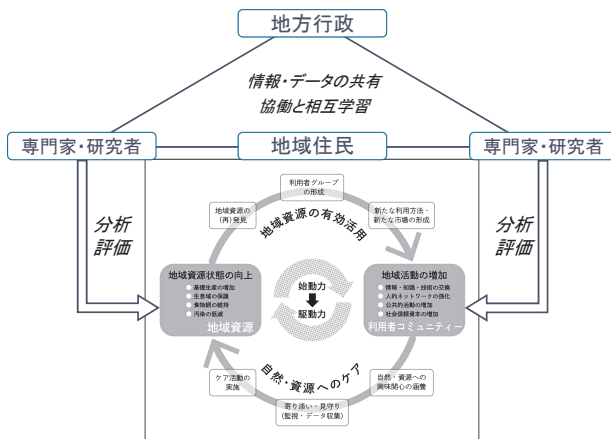 地方行政
情報・データの共有
協働と相互学習
専門家・研究者
地域住民
専門家・研究者
分析
評価
分析
評価
利用者グループ
の形成
地域資源の
(再)発見
新たな利用方法・
新たな市場の形成
地域資源の有効活用
地域資源状態の向上
基礎生産の増加
生息域の保護
食物網の維持
汚染の低減
地域資源
始動力
駆動力
地域活動の増加
情報・知識・技術の交換
人的ネットワークの強化
公共的活動の増加
社会信頼資本の増加
利用者コミュニティー
自然・資源へのケア
ケア活動の
実施
自然・資源への
興味関心の涵養
寄り添い・見守り
(監視・データ収集)